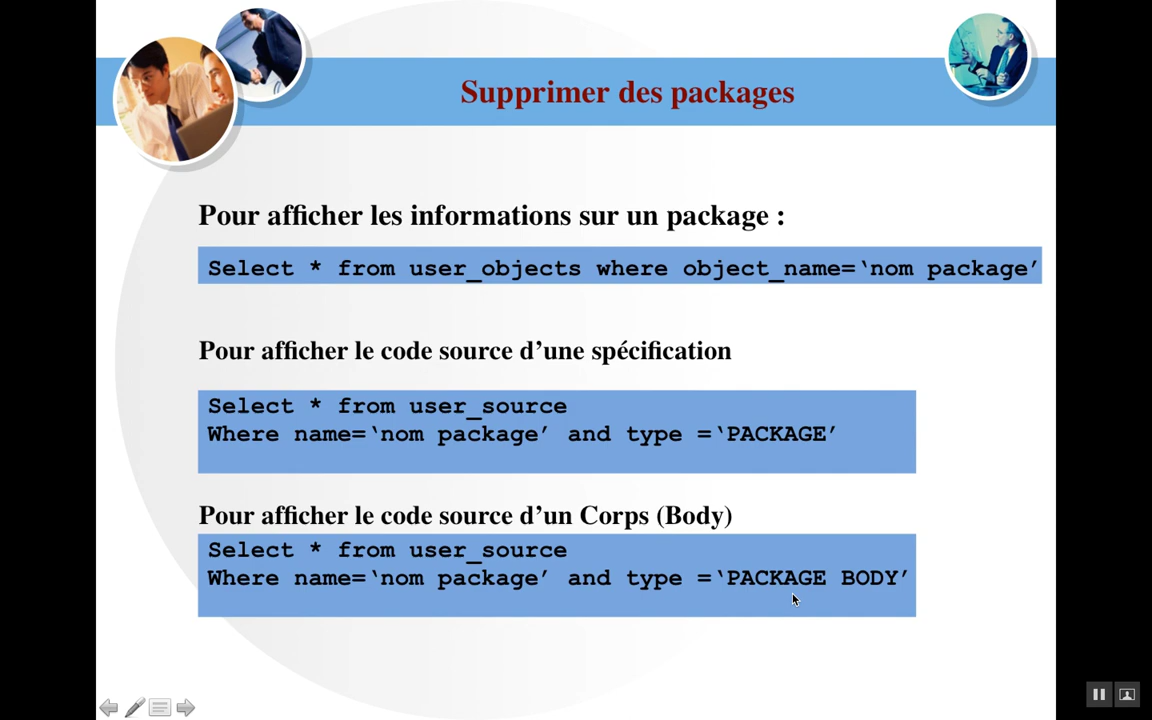 Supprimer des packages
Pour afficher les informations sur un package :
Select * from user_objects where object_name=‘nom package’
Pour afficher le code source d’une spécification
Select * from user_source
Where name=‘nom package’ and type =‘PACKAGE’
Pour afficher le code source d’un Corps (Body)
Select * from user_source
Where name=‘nom package’ and type =‘PACKAGE BODY’